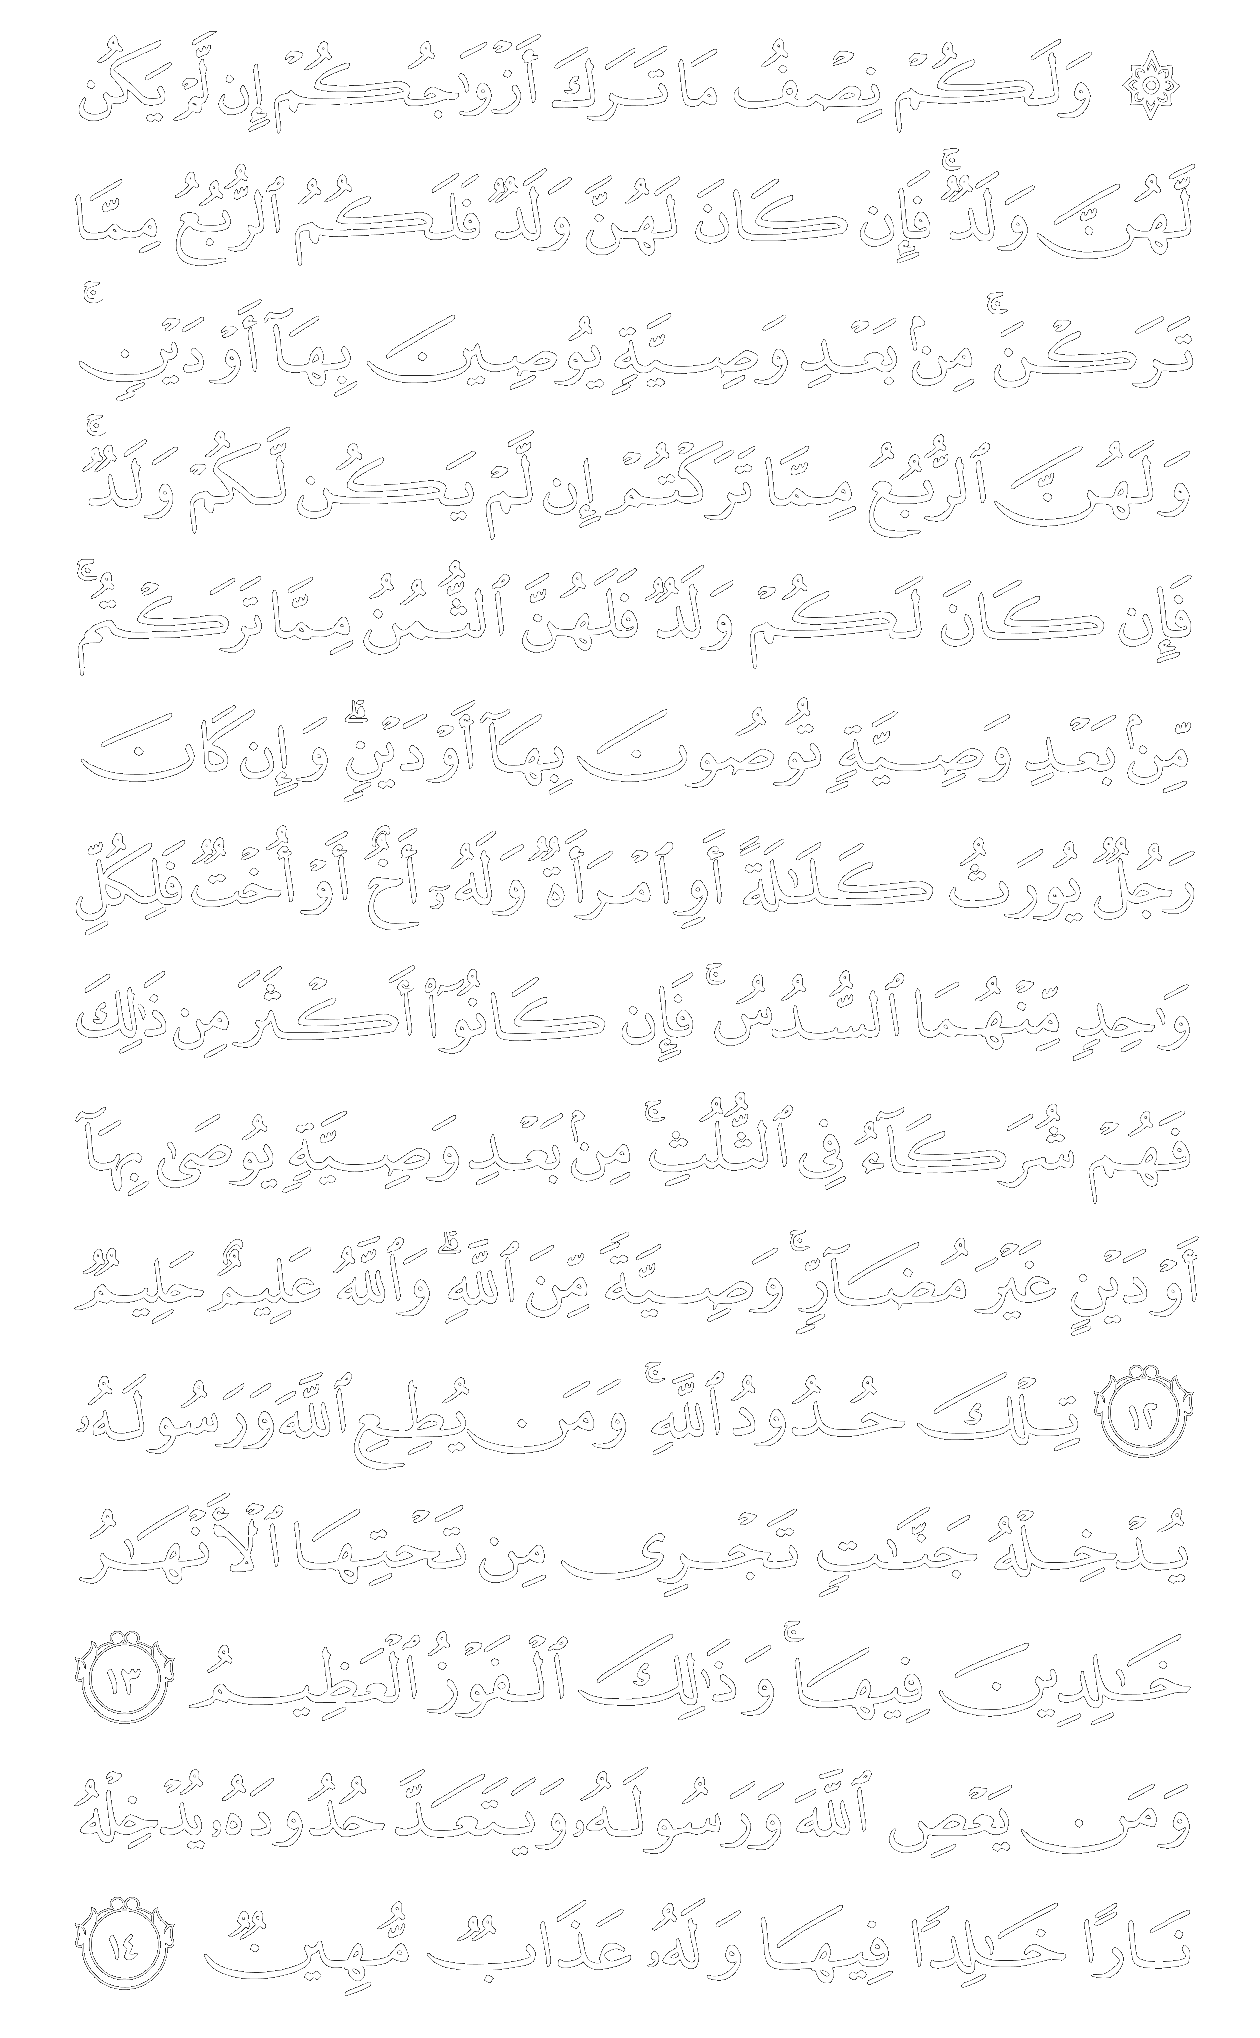 ۞ وَلَكُمْ نِصْفُ مَا تَرَكَ أَزْوَٰجُكُمْ إِن لَّمْ يَكُن
لَّهُنَّ وَلَدٌ ۚ فَإِن كَانَ لَهُنَّ وَلَدٌ فَلَكُمُ ٱلرُّبُعُ مِمَّا
تَرَكْنَ ۚ مِنۢ بَعْدِ وَصِيَّةٍ يُوصِينَ بِهَآ أَوْ دَيْنٍ ۚ
وَلَهُنَّ ٱلرُّبُعُ مِمَّا تَرَكْتُمْ إِن لَّمْ يَكُن لَّكُمْ وَلَدٌ ۚ
فَإِن كَانَ لَكُمْ وَلَدٌ فَلَهُنَّ ٱلثُّمُنُ مِمَّا تَرَكْتُم ۚ
مِّنۢ بَعْدِ وَصِيَّةٍ تُوصُونَ بِهَآ أَوْ دَيْنٍ ۗ وَإِن كَانَ
رَجُلٌ يُورَثُ كَلَـٰلَةً أَوِ ٱمْرَأَةٌ وَلَهُۥٓ أَخٌ أَوْ أُخْتٌ فَلِكُلِّ
وَٰحِدٍ مِّنْهُمَا ٱلسُّدُسُ ۚ فَإِن كَانُوٓا۟ أَكْثَرَ مِن ذَٰلِكَ
فَهُمْ شُرَكَآءُ فِى ٱلثُّلُثِ ۚ مِنۢ بَعْدِ وَصِيَّةٍ يُوصَىٰ بِهَآ
أَوْ دَيْنٍ غَيْرَ مُضَآرٍّ ۚ وَصِيَّةً مِّنَ ٱللَّهِ ۗ وَٱللَّهُ عَلِيمٌ حَلِيمٌ
١٢ تِلْكَ حُدُودُ ٱللَّهِ ۚ وَمَن يُطِعِ ٱللَّهَ وَرَسُولَهُۥ
يُدْخِلْهُ جَنَّـٰتٍ تَجْرِى مِن تَحْتِهَا ٱلْأَنْهَـٰرُ
خَـٰلِدِينَ فِيهَا ۚ وَذَٰلِكَ ٱلْفَوْزُ ٱلْعَظِيمُ ١٣
وَمَن يَعْصِ ٱللَّهَ وَرَسُولَهُۥ وَيَتَعَدَّ حُدُودَهُۥ يُدْخِلْهُ
نَارًا خَـٰلِدًا فِيهَا وَلَهُۥ عَذَابٌ مُّهِينٌ ١٤